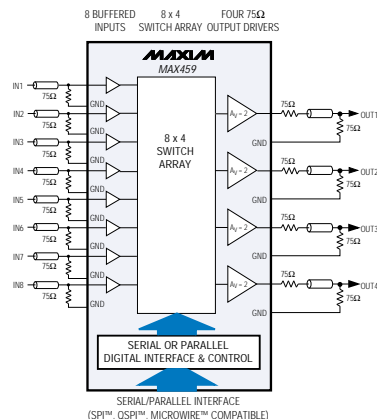 8 BUFFERED INPUTS
8 x 4 SWITCH ARRAY
FOUR 75Ω OUTPUT DRIVERS
MAXIM
MAX459
IN1
75Ω
GND
IN2
75Ω
GND
IN3
75Ω
GND
IN4
75Ω
GND
IN5
75Ω
GND
IN6
75Ω
GND
IN7
75Ω
GND
IN8
75Ω
GND
8 x 4
SWITCH
ARRAY
AV = 2
75Ω
OUT1
75Ω
GND
AV = 2
75Ω
OUT2
75Ω
GND
AV = 2
75Ω
OUT3
75Ω
GND
AV = 2
75Ω
OUT4
75Ω
GND
SERIAL OR PARALLEL
DIGITAL INTERFACE & CONTROL
SERIAL/PARALLEL INTERFACE
(SPI™, QSPI™, MICROWIRE™ COMPATIBLE)